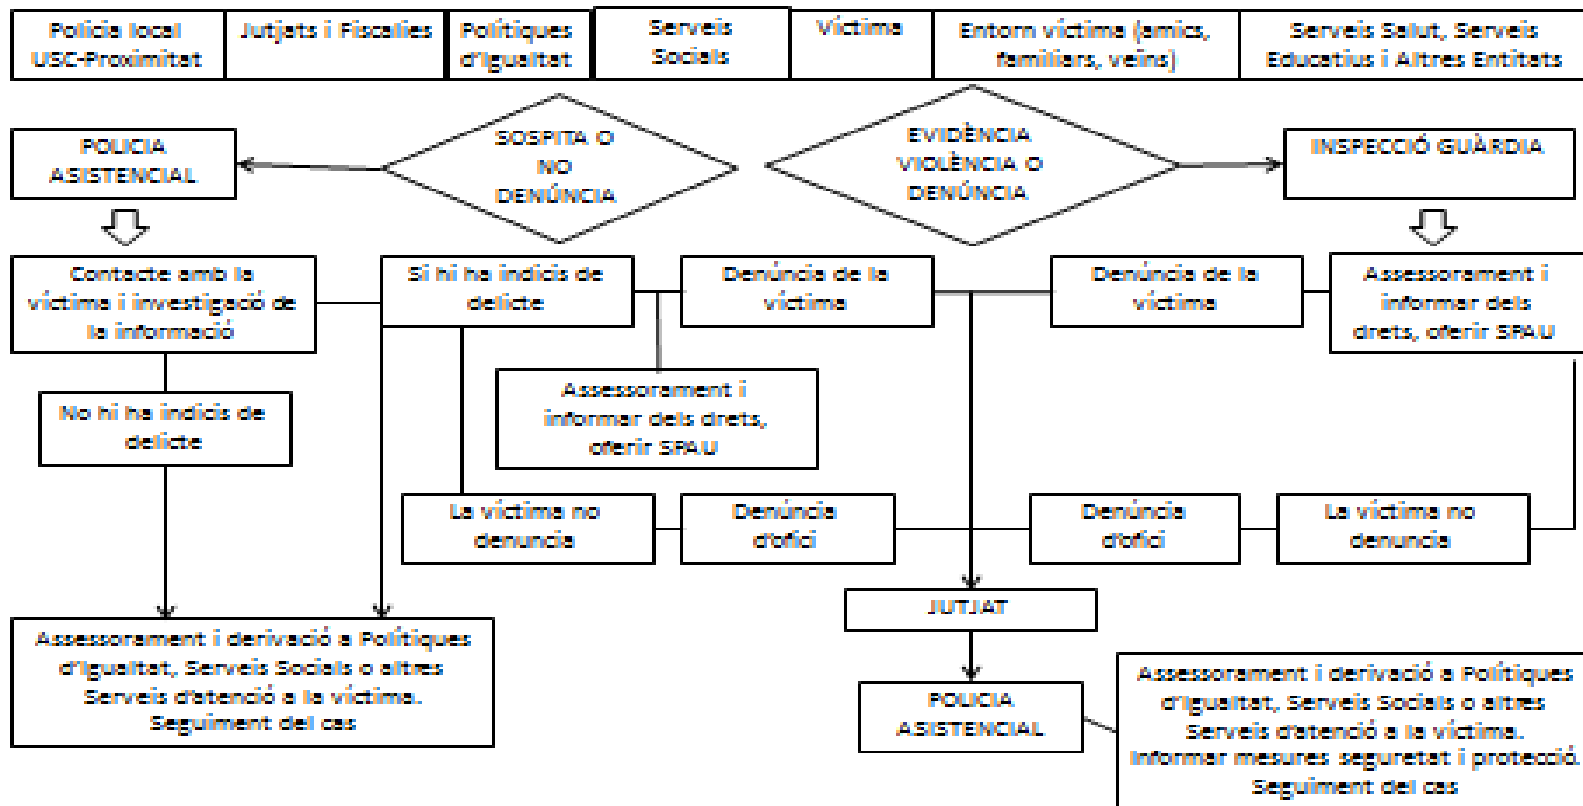 Policia local
USC-Proximitat
Jutjats i Fiscalies
Polítiques
d'Igualtat
Serveis
Socials
Víctima
Entorn víctima (amics,
familiars, veïns)
Serveis Salut, Serveis
Educatius i Altres Entitats
POLICIA
ASISTENCIAL
SOSPITA O
NO
DENÚNCIA
EVIDÈNCIA
VIOLÈNCIA O
DENÚNCIA
INSPECCIÓ GUÀRDIA
Contacte amb la
víctima i investigació de
la informació
Si hi ha indicis de
delicte
Denúncia de la
víctima
Denúncia de la
víctima
Assessorament i
informar dels
drets, oferir SPAU
No hi ha indicis de
delicte
Assessorament i
informar dels drets,
oferir SPAU
La víctima no
denuncia
Denúncia
d'ofici
Denúncia
d'ofici
La víctima no
denuncia
JUTJAT
Assessorament i derivació a Polítiques
d'Igualtat, Serveis Socials o altres
Serveis d'atenció a la víctima.
Seguiment del cas
POLICIA
ASISTENCIAL
Assessorament i derivació a Polítiques
d'Igualtat, Serveis Socials o altres
Serveis d'atenció a la víctima.
Informar mesures seguretat i protecció.
Seguiment del cas